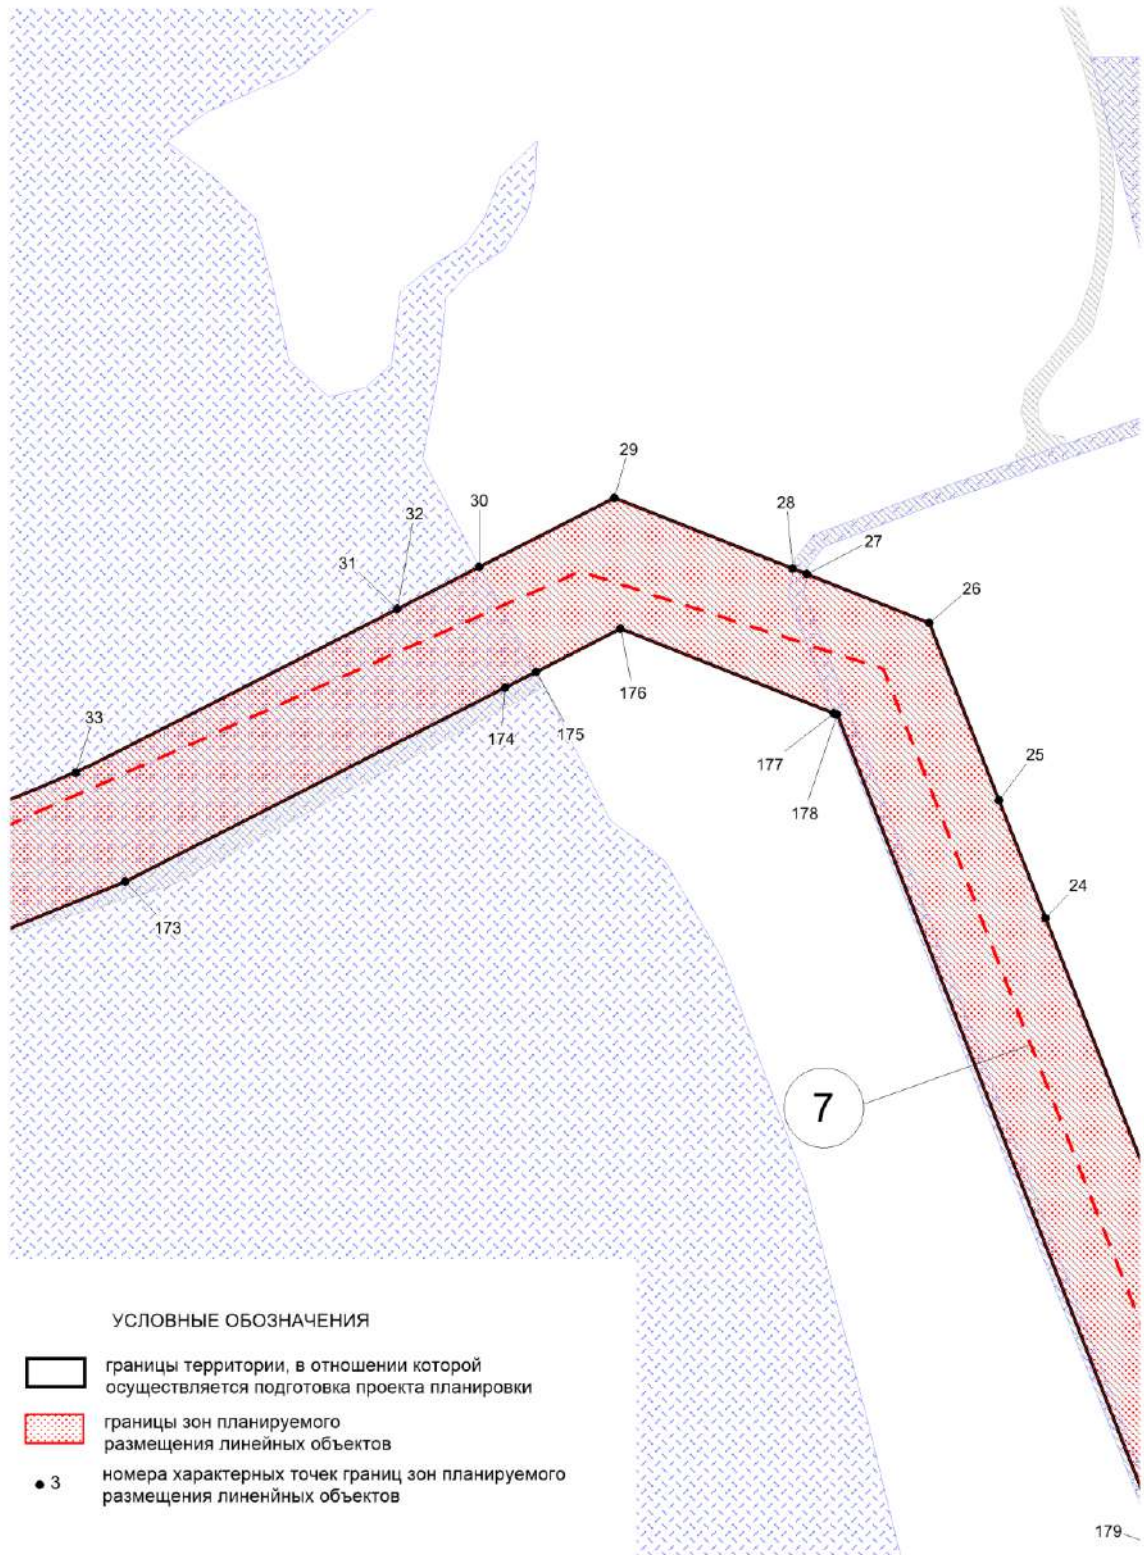 29
30
28
32
27
31
26
33
176
175
174
177
25
178
24
173
7
УСЛОВНЫЕ ОБОЗНАЧЕНИЯ
границы территории, в отношении которой
осуществляется подготовка проекта планировки
границы зон планируемого
размещения линейных объектов
3 номера характерных точек границ зон планируемого
размещения линенйных объектов
179